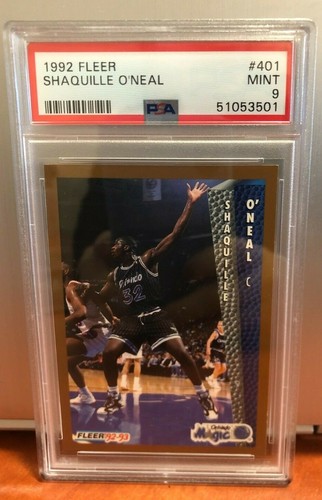 1992 FLEER #401
SHAQUILLE O'NEAL MINT
9
PSA 51053501
SHAQUILLE
O'NEAL C
ORLANDO
32
FLEER '92-'93
Orlando
Magic